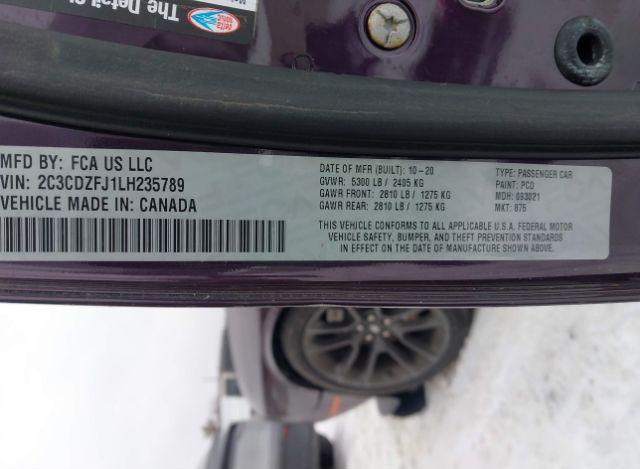 The Detail
MFD BY: FCA US LLC
VIN: 2C3CDZFJ1LH235789
VEHICLE MADE IN: CANADA
DATE OF MFR (BUILT): 10-20
GVWR: 5300 LB / 2405 KG
GAWR FRONT: 2810 LB / 1275 KG
GAWR REAR: 2810 LB / 1275 KG
TYPE: PASSENGER CAR
PAINT: PCQ
MDH: 093021
MKT: 875
THIS VEHICLE CONFORMS TO ALL APPLICABLE U.S.A. FEDERAL MOTOR
VEHICLE SAFETY, BUMPER, AND THEFT PREVENTION STANDARDS
IN EFFECT ON THE DATE OF MANUFACTURE SHOWN ABOVE.